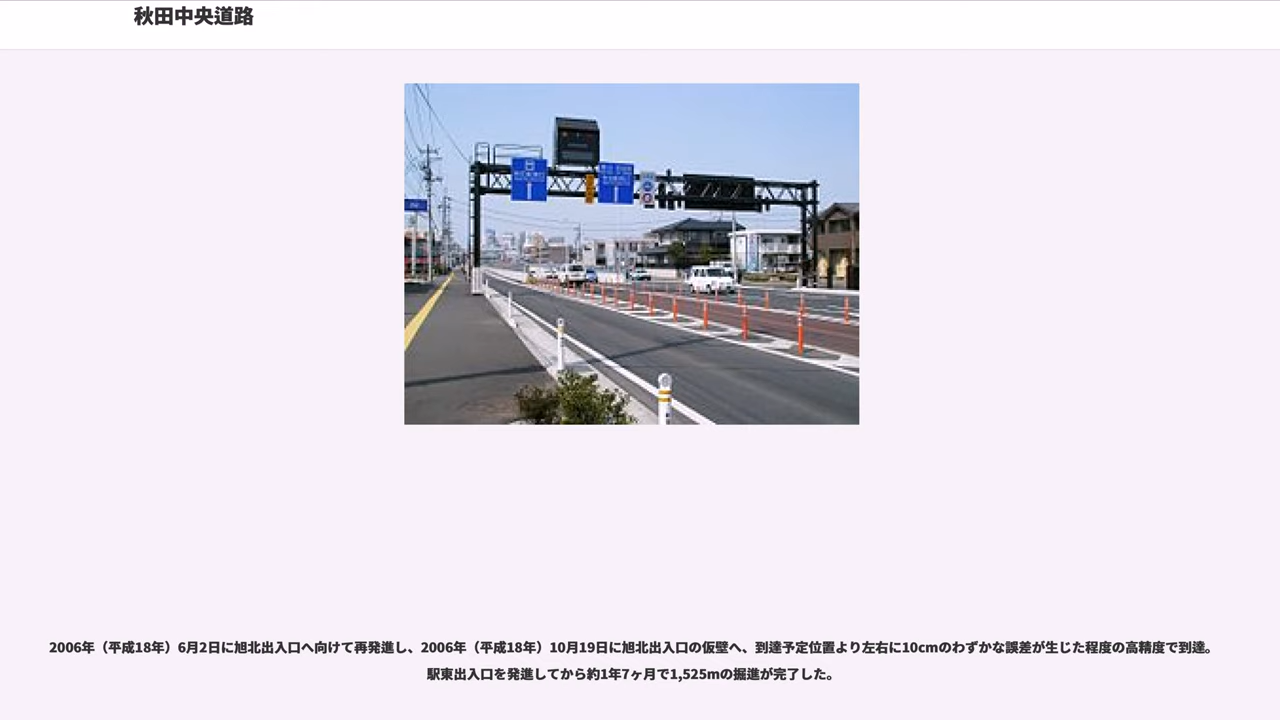 秋田中央道路
2006年（平成18年）6月2日に旭北出入口へ向けて再発進し、2006年（平成18年）10月19日に旭北出入口の仮壁へ、到達予定位置より左右に10cmのわずかな誤差が生じた程度の高精度で到達。
駅東出入口を発進してから約1年7ヶ月で1,525mの掘進が完了した。